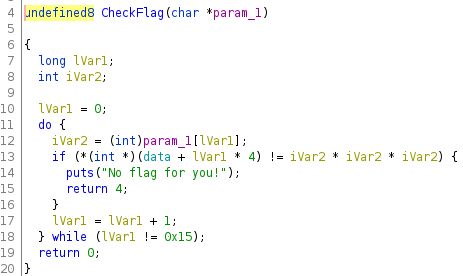 4 undefined8 CheckFlag(char *param_1)
5
6 {
7   long lVar1;
8   int iVar2;
9
10   lVar1 = 0;
11   do {
12     iVar2 = (int)param_1[lVar1];
13     if (*(int *)(data + lVar1 * 4) != iVar2 * iVar2 * iVar2) {
14       puts("No flag for you!");
15       return 4;
16     }
17     lVar1 = lVar1 + 1;
18   } while (lVar1 != 0x15);
19   return 0;
20 }